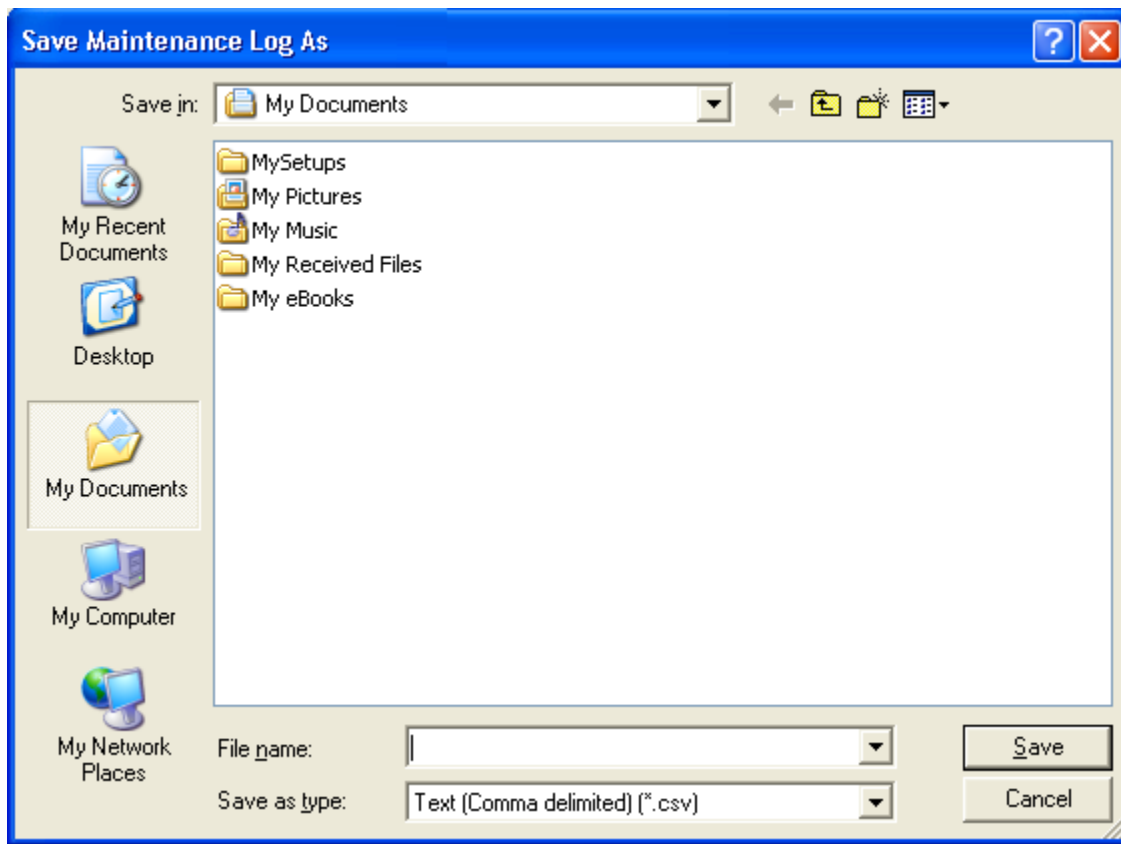 Save Maintenance Log As
Save in:
My Documents
My Recent
Documents
Desktop
My Documents
My Computer
My Network
Places
MySetups
My Pictures
My Music
My Received Files
My eBooks
File name:
Save
Save as type:
Text (Comma delimited) (*.csv)
Cancel